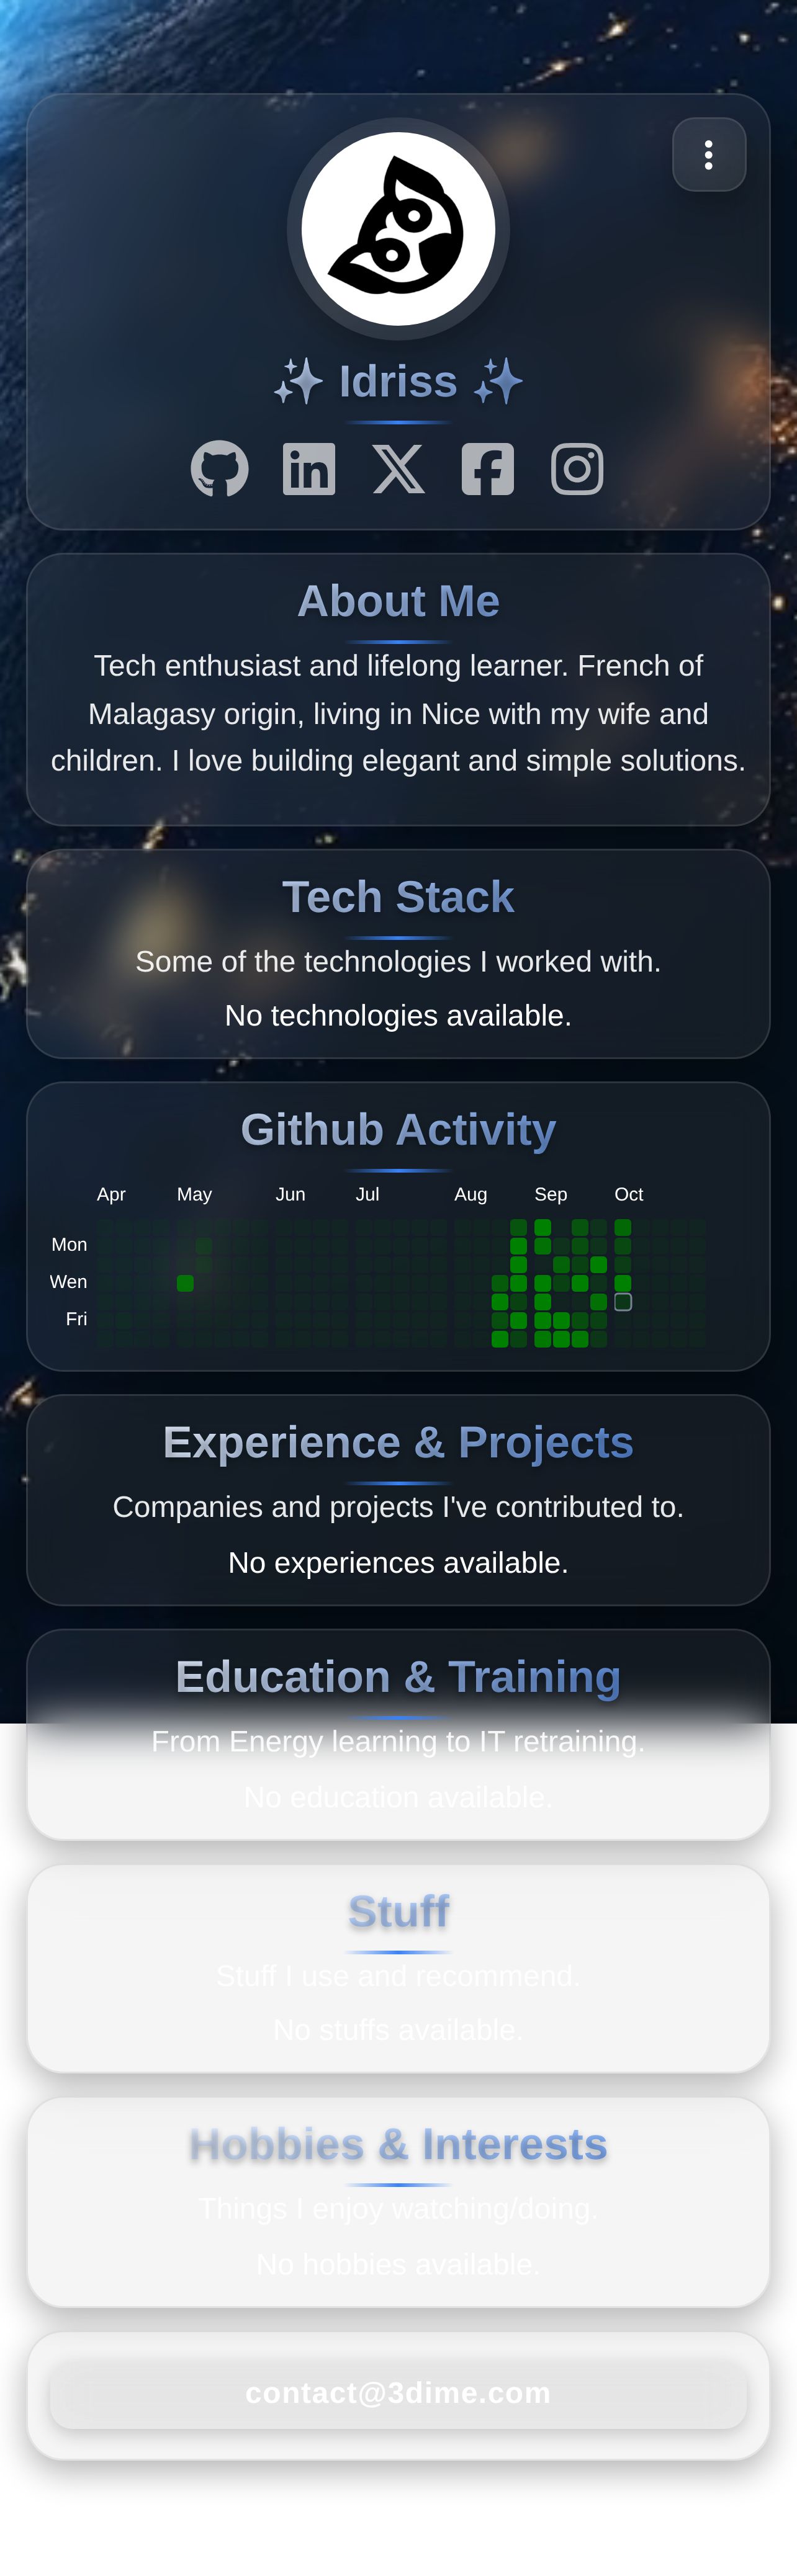 ✨ Idriss ✨
About Me
Tech enthusiast and lifelong learner. French of
Malagasy origin, living in Nice with my wife and
children. I love building elegant and simple solutions.
Tech Stack
Some of the technologies I worked with.
No technologies available.
Github Activity
Apr May Jun Jul Aug Sep Oct
Mon
Wen
Fri
Experience & Projects
Companies and projects I've contributed to.
No experiences available.
Education & Training
From Energy learning to IT retraining.
No education available.
Stuff
Stuff I use and recommend.
No stuffs available.
Hobbies & Interests
Things I enjoy watching/doing.
No hobbies available.
contact@3dime.com